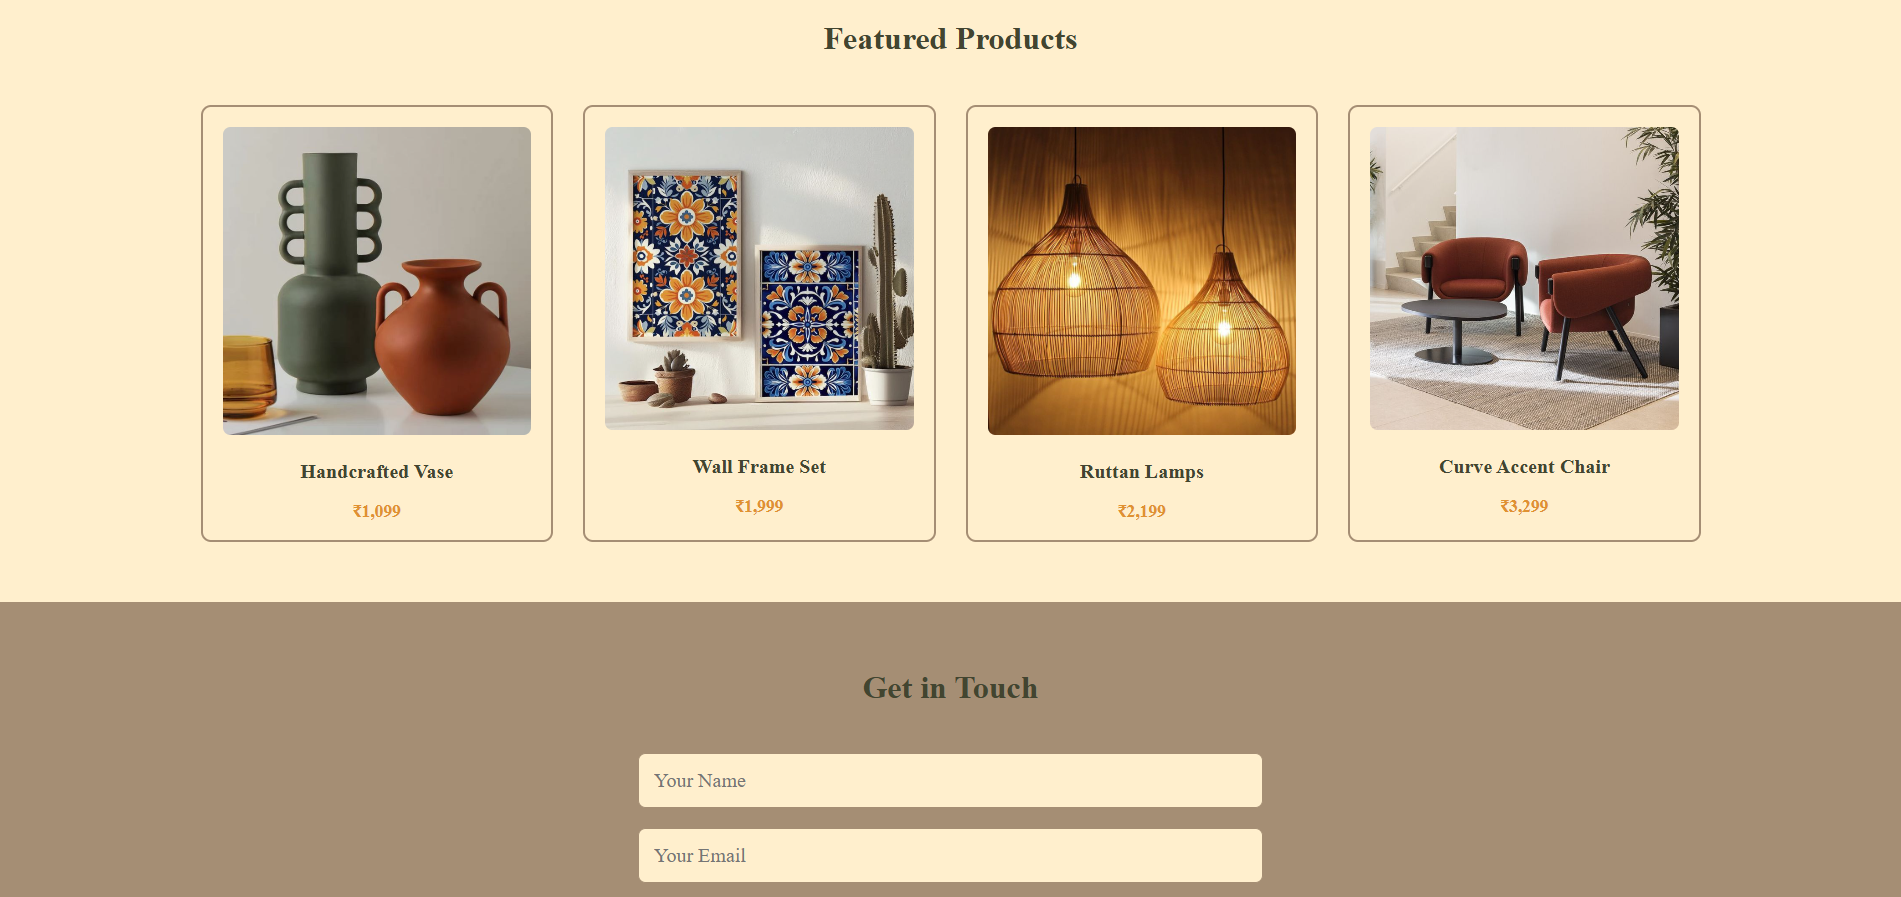 Featured Products
Handcrafted Vase
₹1,099
Wall Frame Set
₹1,999
Ruttan Lamps
₹2,199
Curve Accent Chair
₹3,299
Get in Touch
Your Name
Your Email